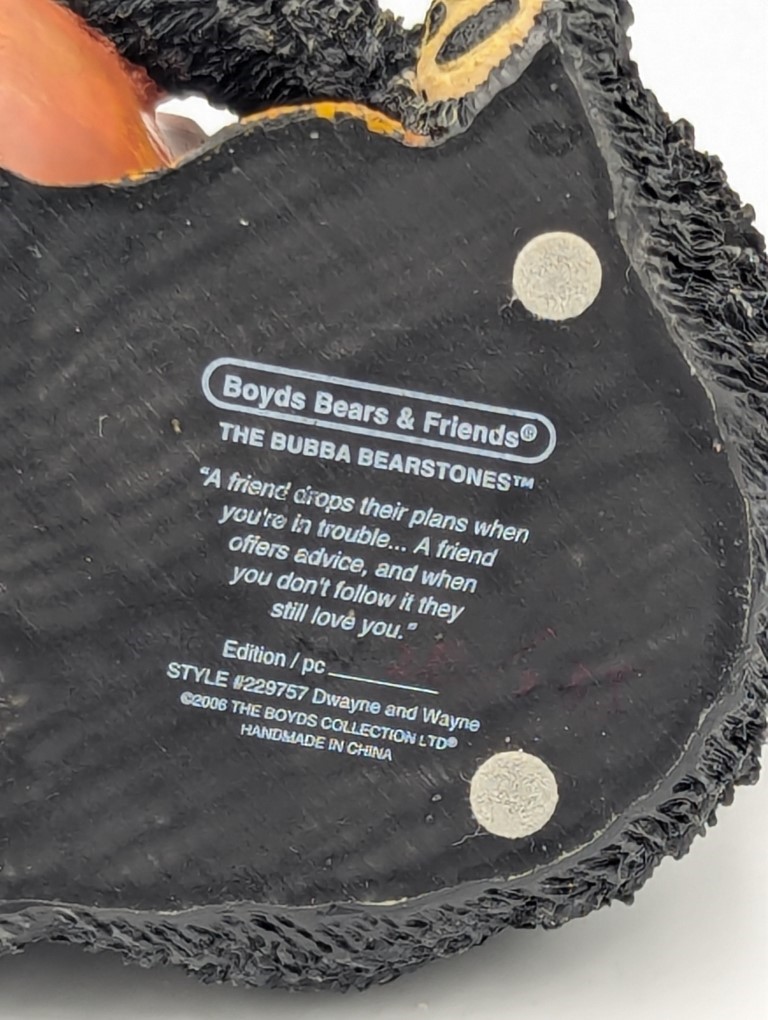 Boyds Bears & Friends®
THE BUBBA BEARSTONES™
"A friend drops their plans when
you're in trouble... A friend
offers advice, and when
you don't follow it they
still love you."
Edition / pc
STYLE #229757 Dwayne and Wayne
©2006 THE BOYDS COLLECTION LTD®
HANDMADE IN CHINA